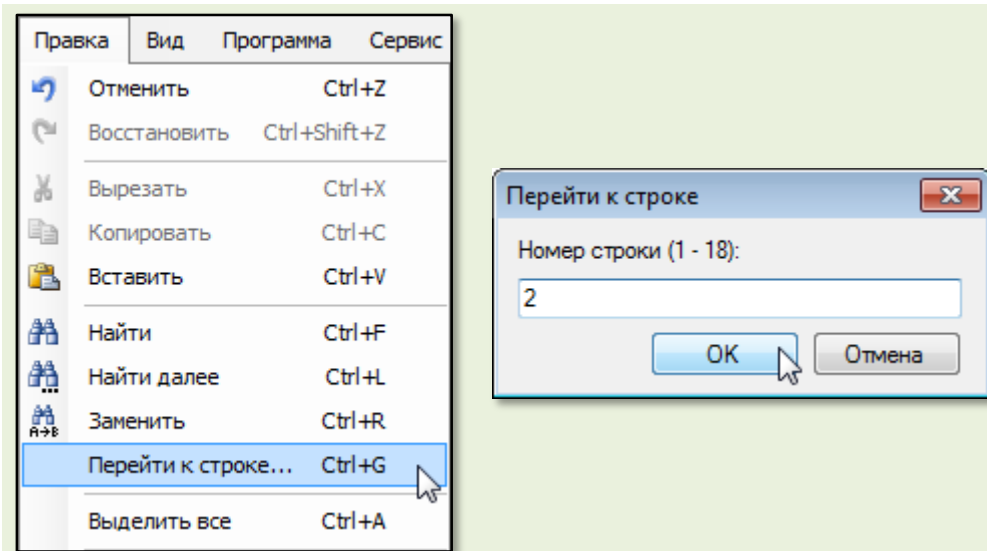 Правка Вид Программа Сервис
Отменить Ctrl+Z
Восстановить Ctrl+Shift+Z
Вырезать Ctrl+X
Копировать Ctrl+C
Вставить Ctrl+V
Найти Ctrl+F
Найти далее Ctrl+L
A→B
Заменить Ctrl+R
Перейти к строке... Ctrl+G
Выделить все Ctrl+A
Перейти к строке
Номер строки (1 - 18):
2
OK Отмена